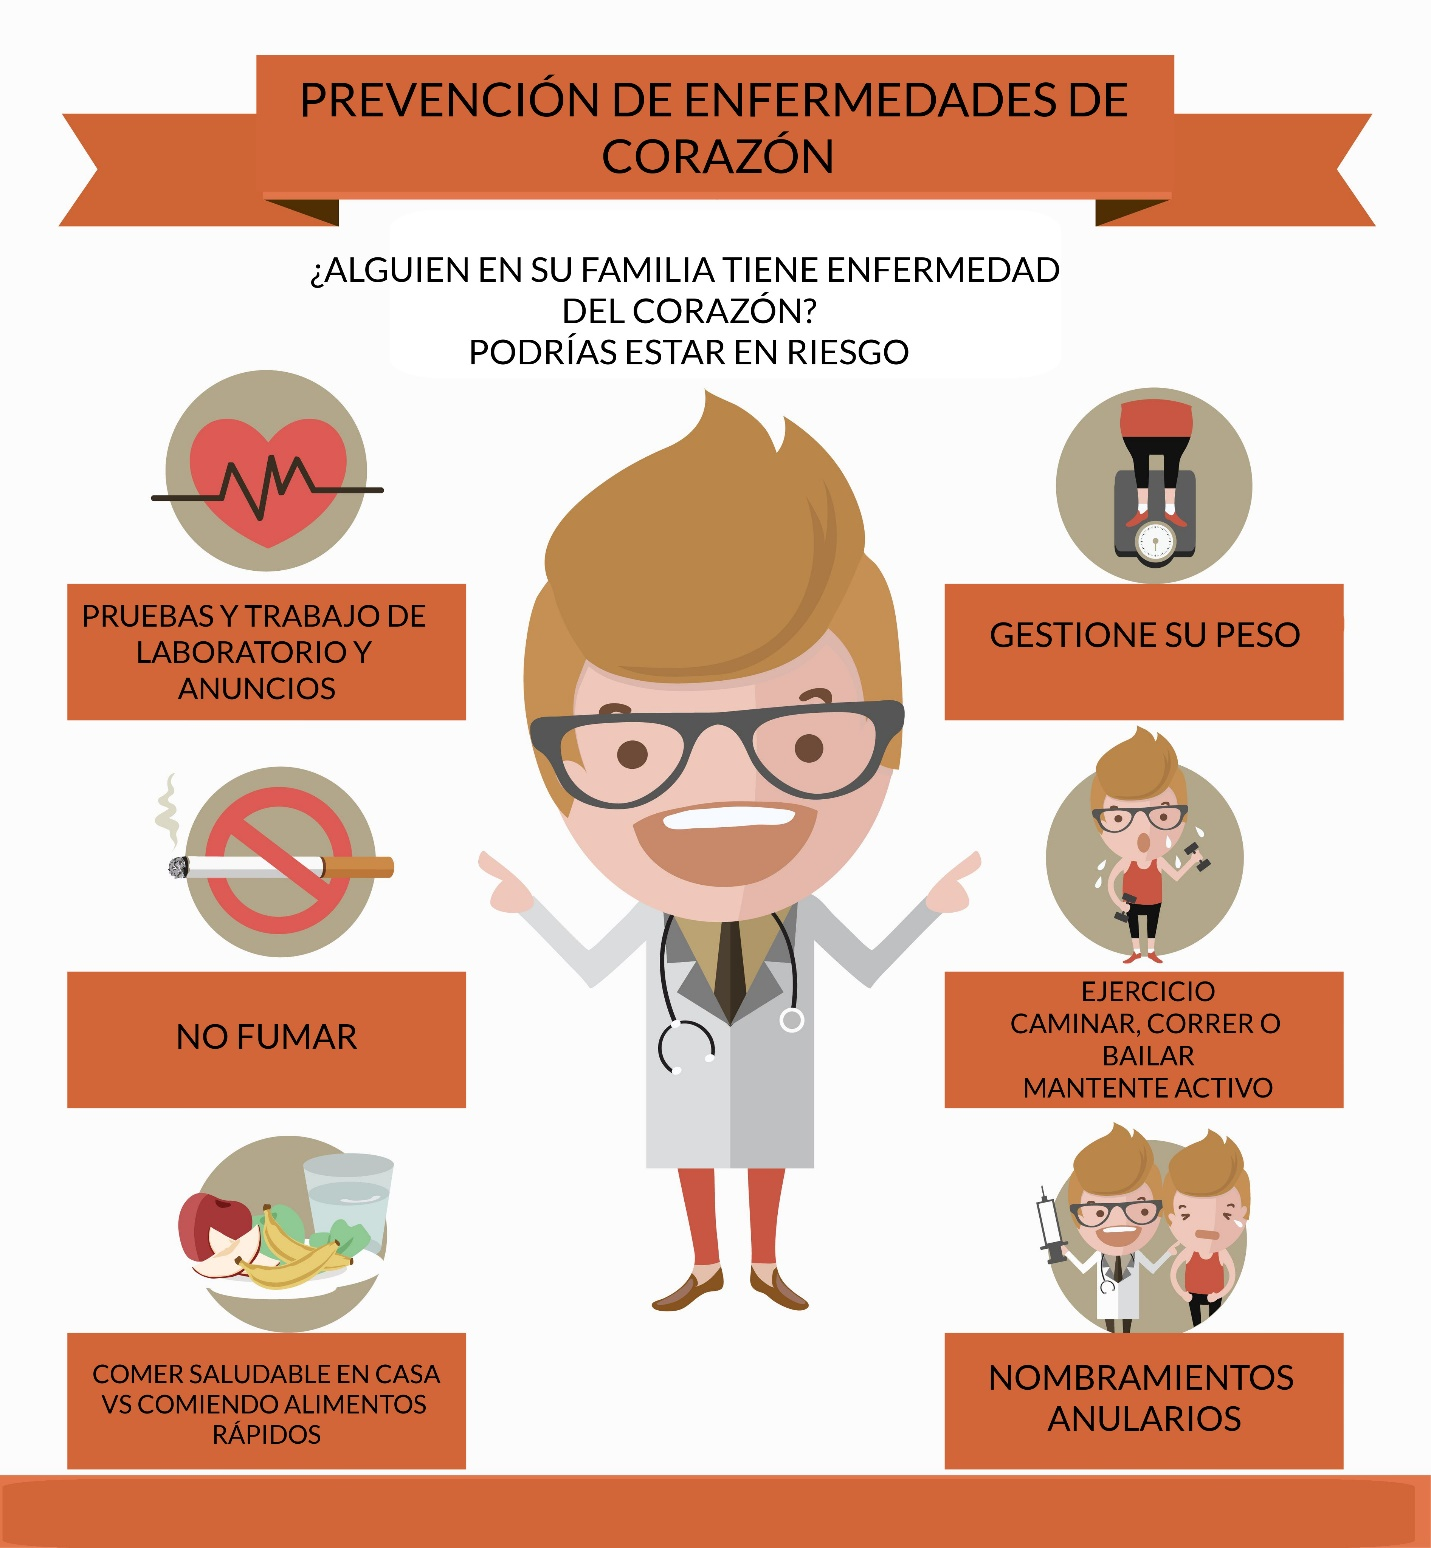 PREVENCIÓN DE ENFERMEDADES DE
CORAZÓN
¿ALGUIEN EN SU FAMILIA TIENE ENFERMEDAD
DEL CORAZÓN?
PODRÍAS ESTAR EN RIESGO
PRUEBAS Y TRABAJO DE
LABORATORIO Y
ANUNCIOS
GESTIONE SU PESO
NO FUMAR
EJERCICIO
CAMINAR, CORRER O
BAILAR
MANTENTE ACTIVO
COMER SALUDABLE EN CASA
VS COMIENDO ALIMENTOS
RÁPIDOS
NOMBRAMIENTOS
ANULARIOS